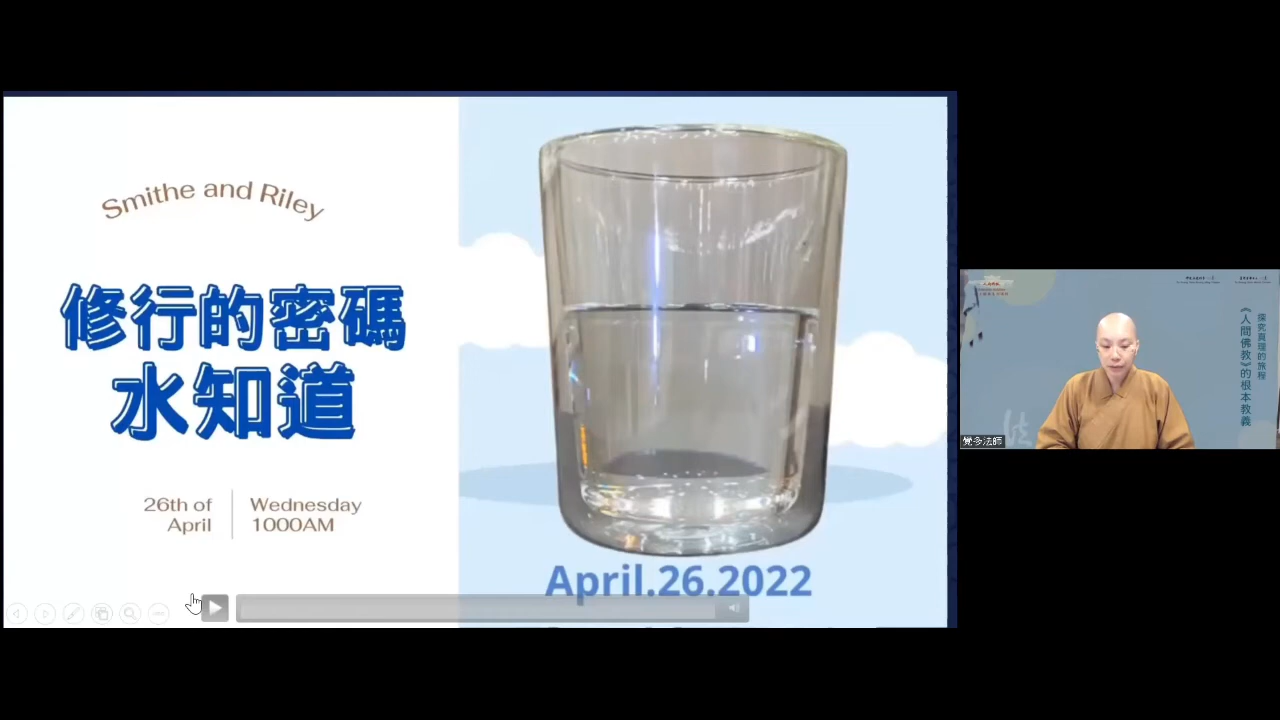 Smithe and Riley
修行的密碼
水知道
26th of
April
Wednesday
1000AM
April.26.2022
探究真理的旅程
《人間佛教》的根本教義
法
覺多法師